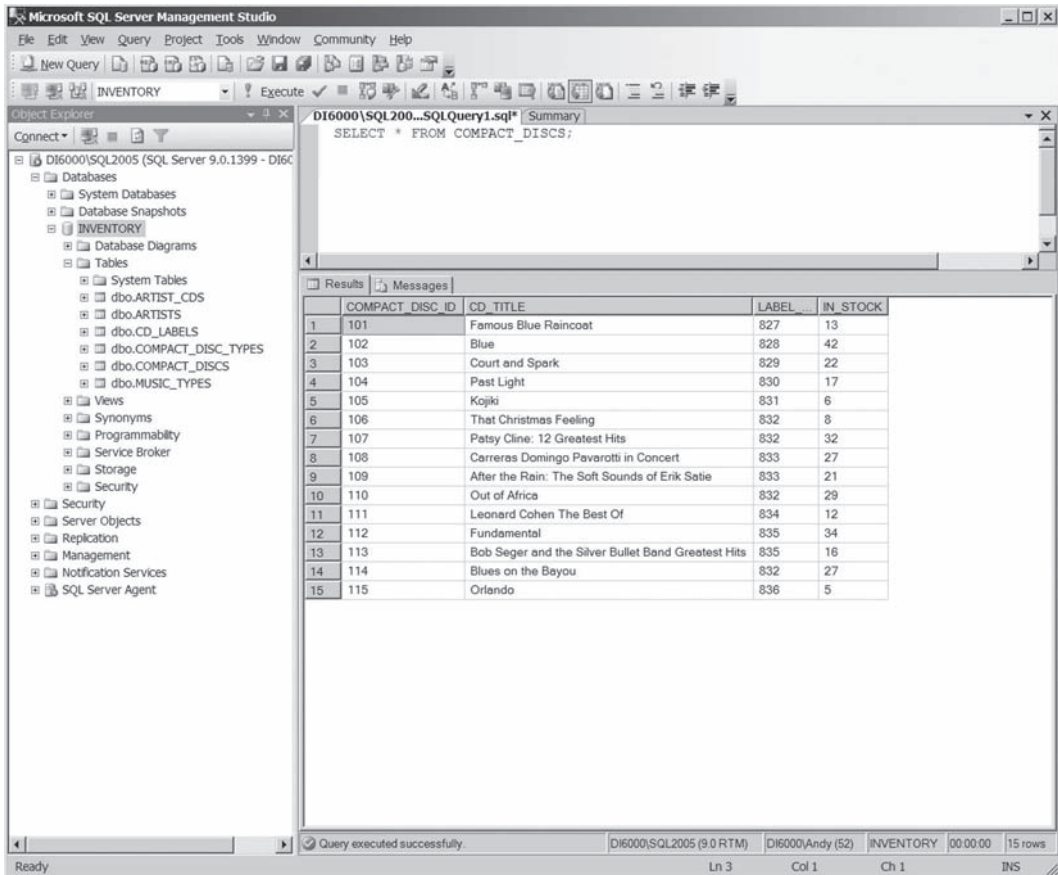 Microsoft SQL Server Management Studio
File Edit View Query Project Tools Window Community Help
New Query
INVENTORY Execute
Object Explorer
DI6000\SQL200...SQLQuery1.sql* Summary
Connect
SELECT * FROM COMPACT_DISCS;
DI6000\SQL2005 (SQL Server 9.0.1399 - DI60
Databases
System Databases
Database Snapshots
INVENTORY
Database Diagrams
Tables
System Tables
dbo.ARTIST_CDS
dbo.ARTISTS
dbo.CD_LABELS
dbo.COMPACT_DISC_TYPES
dbo.COMPACT_DISCS
dbo.MUSIC_TYPES
Views
Synonyms
Programmability
Service Broker
Storage
Security
Security
Server Objects
Replication
Management
Notification Services
SQL Server Agent
Results Messages
COMPACT_DISC_ID CD_TITLE LABEL_... IN_STOCK
1 101 Famous Blue Raincoat 827 13
2 102 Blue 828 42
3 103 Court and Spark 829 22
4 104 Past Light 830 17
5 105 Kojiki 831 6
6 106 That Christmas Feeling 832 8
7 107 Patsy Cline: 12 Greatest Hits 832 32
8 108 Carreras Domingo Pavarotti in Concert 833 27
9 109 After the Rain: The Soft Sounds of Erik Satie 833 21
10 110 Out of Africa 832 29
11 111 Leonard Cohen The Best Of 834 12
12 112 Fundamental 835 34
13 113 Bob Seger and the Silver Bullet Band Greatest Hits 835 16
14 114 Blues on the Bayou 832 27
15 115 Orlando 836 5
Query executed successfully. DI6000\SQL2005 (9.0 RTM) DI6000\Andy (52) INVENTORY 00:00:00 15 rows
Ready Ln 3 Col 1 Ch 1 INS